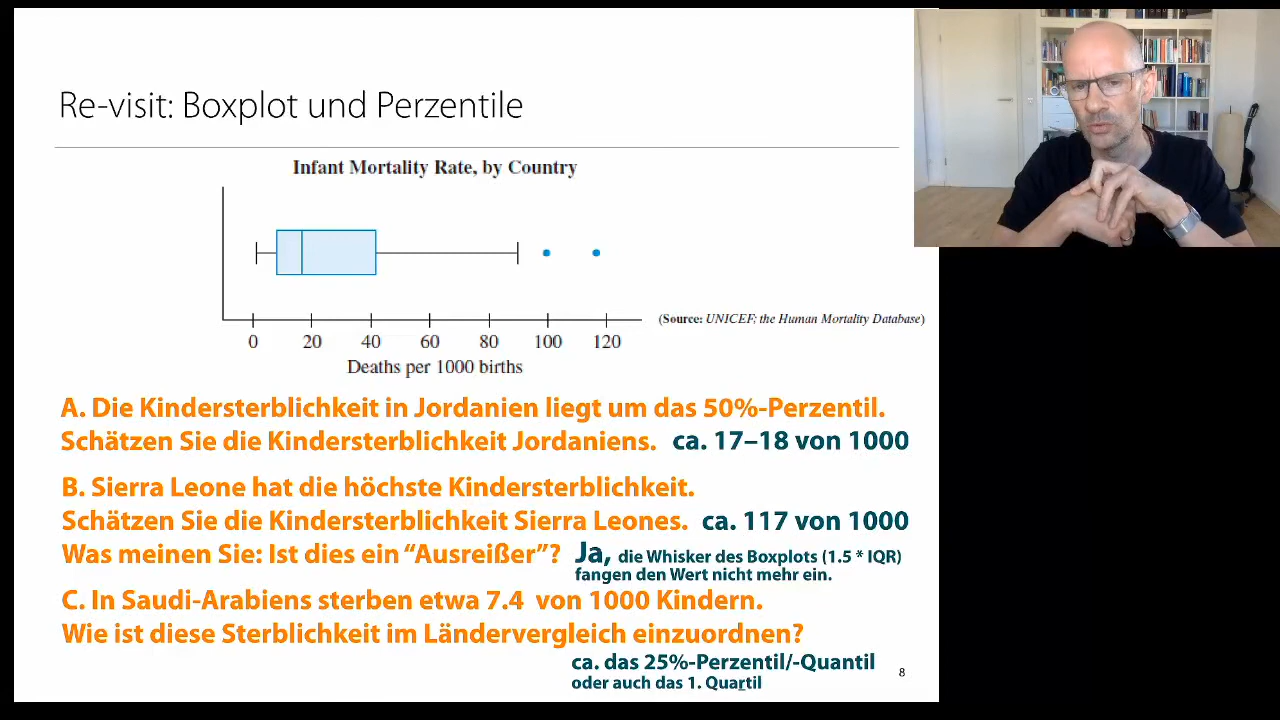 Re-visit: Boxplot und Perzentile
Infant Mortality Rate, by Country
(Source: UNICEF; the Human Mortality Database)
0 20 40 60 80 100 120
Deaths per 1000 births
A. Die Kindersterblichkeit in Jordanien liegt um das 50%-Perzentil.
Schätzen Sie die Kindersterblichkeit Jordaniens. ca. 17–18 von 1000
B. Sierra Leone hat die höchste Kindersterblichkeit.
Schätzen Sie die Kindersterblichkeit Sierra Leones. ca. 117 von 1000
Was meinen Sie: Ist dies ein “Ausreißer”? Ja, die Whisker des Boxplots (1.5 * IQR)
fangen den Wert nicht mehr ein.
C. In Saudi-Arabiens sterben etwa 7.4 von 1000 Kindern.
Wie ist diese Sterblichkeit im Ländervergleich einzuordnen?
ca. das 25%-Perzentil/-Quantil
oder auch das 1. Quartil
8